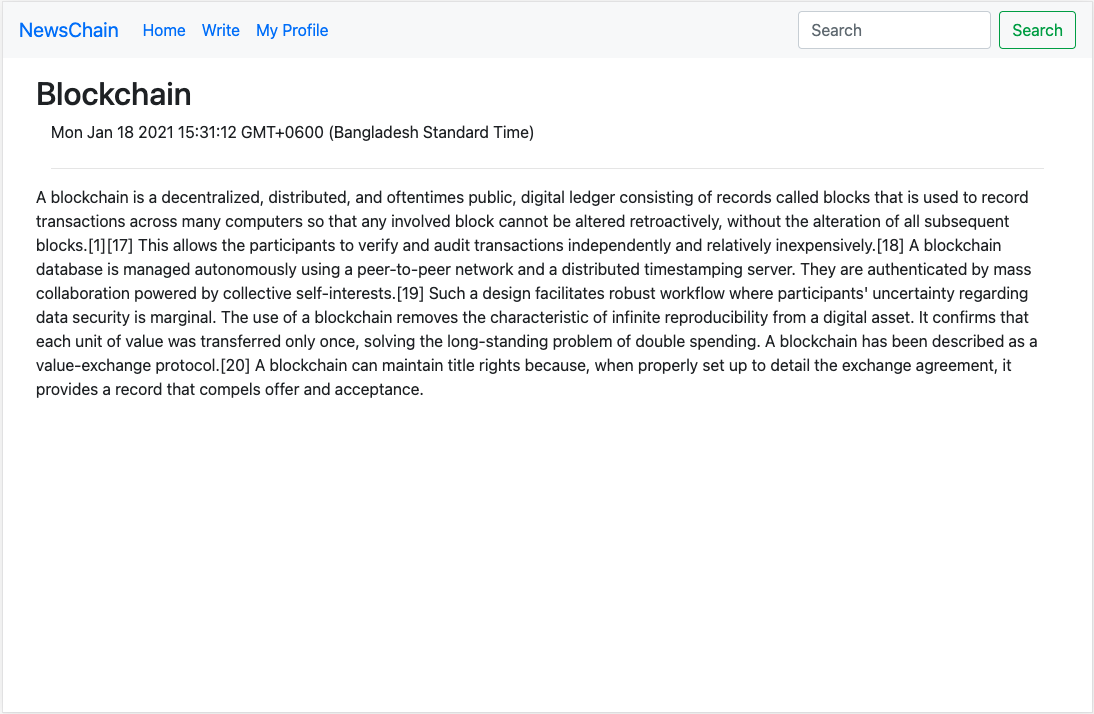 NewsChain Home Write My Profile Search Search
Blockchain
Mon Jan 18 2021 15:31:12 GMT+0600 (Bangladesh Standard Time)
A blockchain is a decentralized, distributed, and oftentimes public, digital ledger consisting of records called blocks that is used to record
transactions across many computers so that any involved block cannot be altered retroactively, without the alteration of all subsequent
blocks.[1][17] This allows the participants to verify and audit transactions independently and relatively inexpensively.[18] A blockchain
database is managed autonomously using a peer-to-peer network and a distributed timestamping server. They are authenticated by mass
collaboration powered by collective self-interests.[19] Such a design facilitates robust workflow where participants' uncertainty regarding
data security is marginal. The use of a blockchain removes the characteristic of infinite reproducibility from a digital asset. It confirms that
each unit of value was transferred only once, solving the long-standing problem of double spending. A blockchain has been described as a
value-exchange protocol.[20] A blockchain can maintain title rights because, when properly set up to detail the exchange agreement, it
provides a record that compels offer and acceptance.